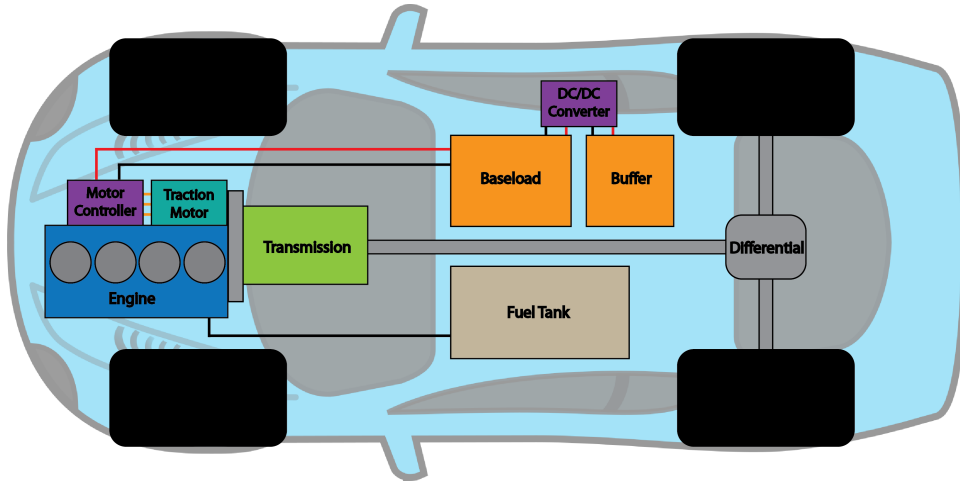 DC/DC
Converter
Baseload
Buffer
Motor
Controller
Traction
Motor
Transmission
Differential
Engine
Fuel Tank